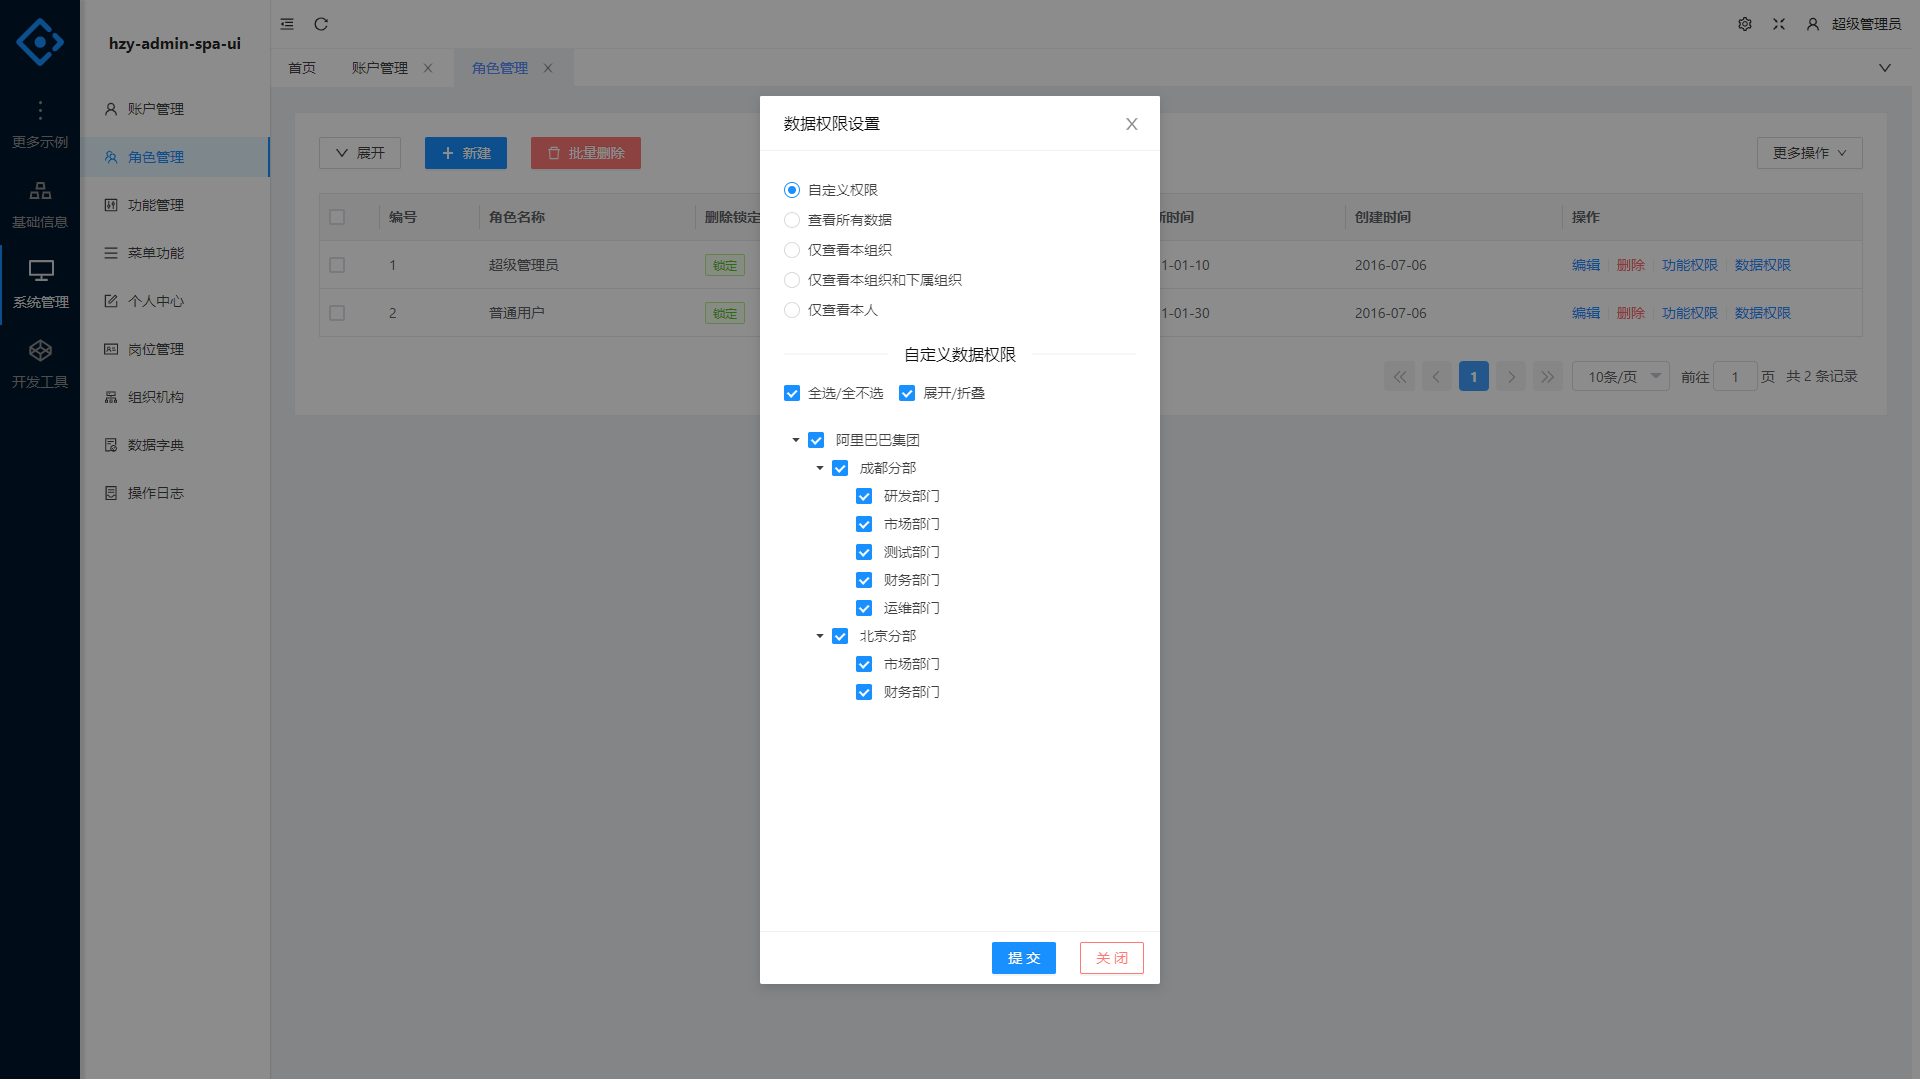 hzy-admin-spa-ui
超级管理员
首页
账户管理
角色管理
更多示例
基础信息
系统管理
开发工具
账户管理
角色管理
功能管理
菜单功能
个人中心
岗位管理
组织机构
数据字典
操作日志
展开
新建
批量删除
更多操作
编号 角色名称 删除锁定 新时间 创建时间 操作
1 超级管理员 锁定 1-01-10 2016-07-06 编辑 删除 功能权限 数据权限
2 普通用户 锁定 1-01-30 2016-07-06 编辑 删除 功能权限 数据权限
1 10条/页 前往 1 页 共 2 条记录
数据权限设置
自定义权限
查看所有数据
仅查看本组织
仅查看本组织和下属组织
仅查看本人
自定义数据权限
全选/全不选 展开/折叠
阿里巴巴集团
成都分部
研发部门
市场部门
测试部门
财务部门
运维部门
北京分部
市场部门
财务部门
提 交 关 闭